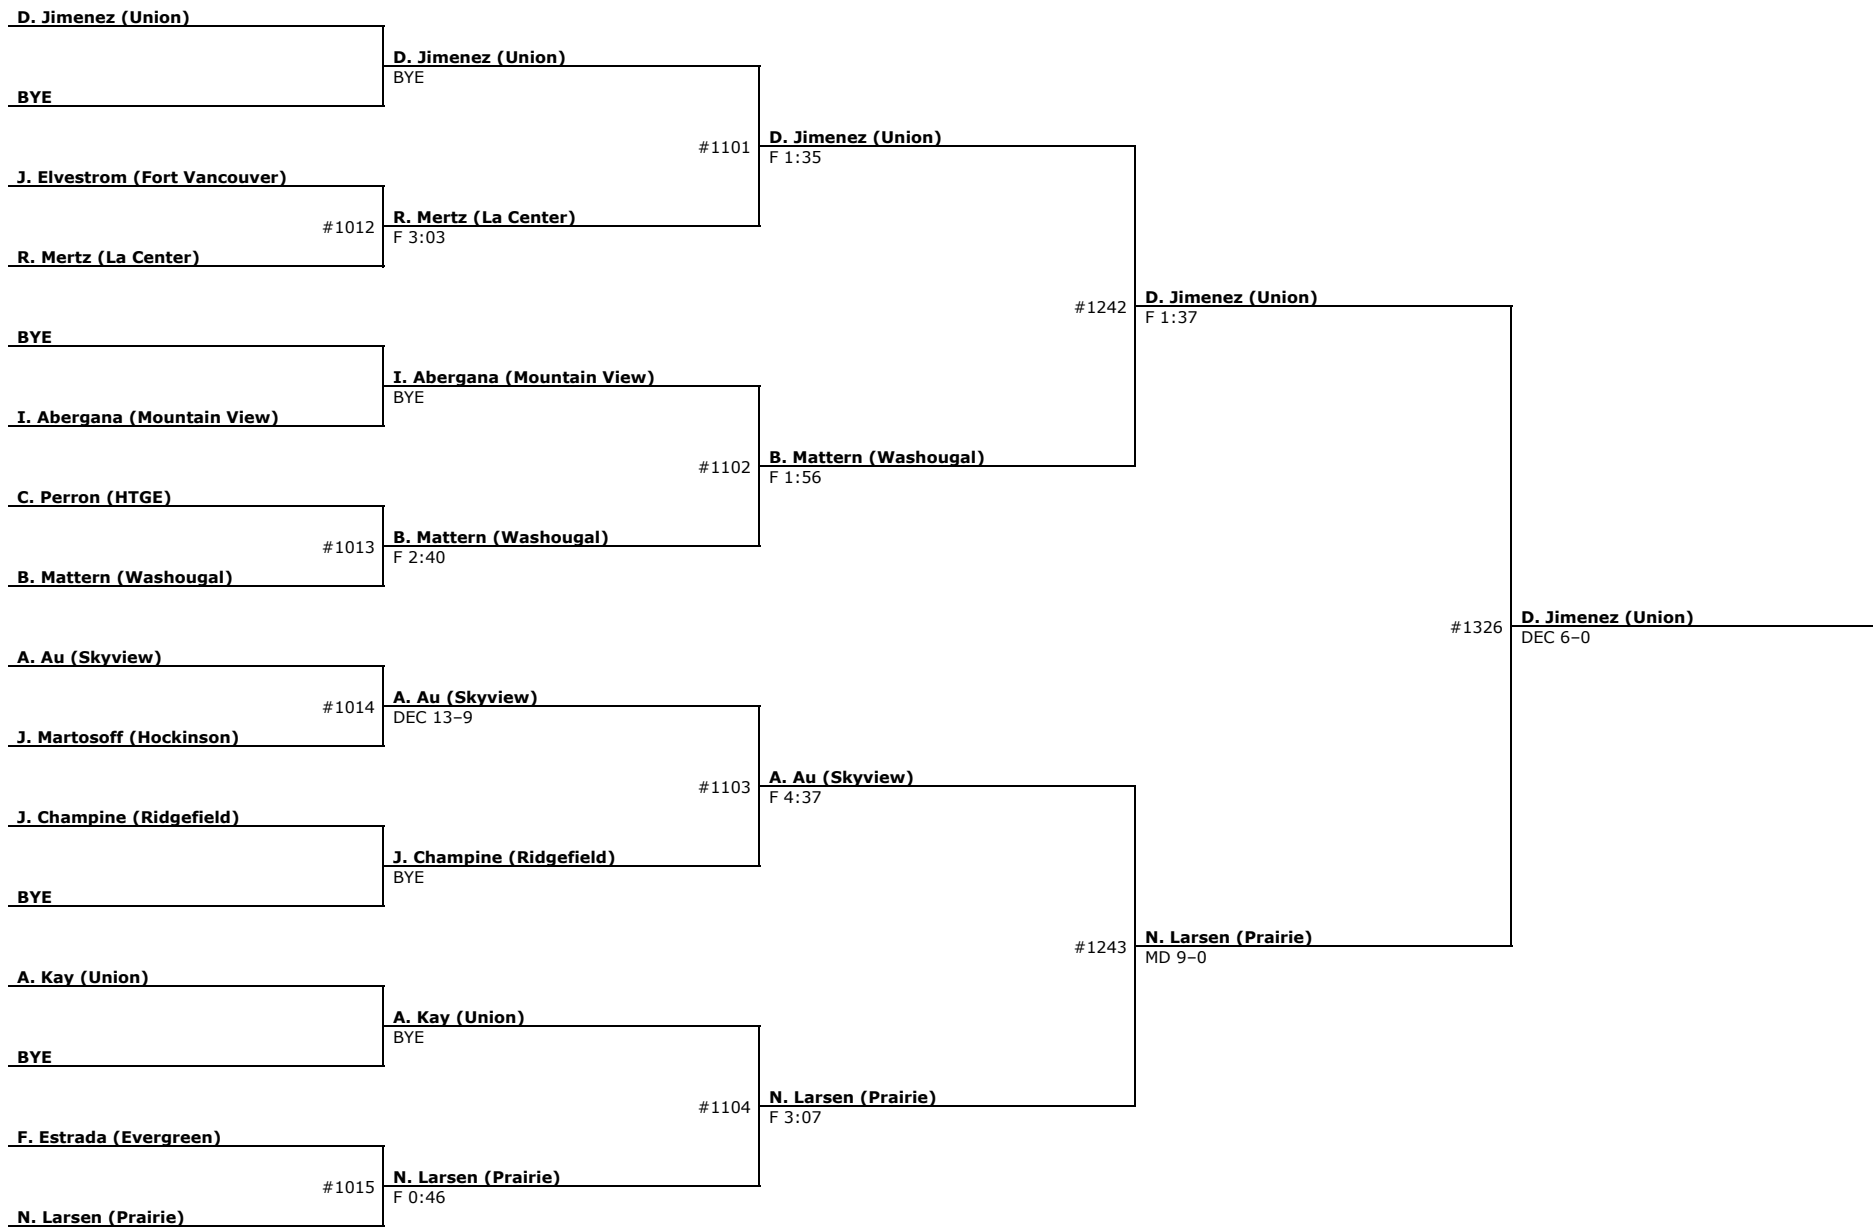 D. Jimenez (Union)
BYE
J. Elvestrom (Fort Vancouver)
#1012
R. Mertz (La Center)
BYE
I. Abergana (Mountain View)
C. Perron (HTGE)
#1013
B. Mattern (Washougal)
A. Au (Skyview)
#1014
J. Martosoff (Hockinson)
J. Champine (Ridgefield)
BYE
A. Kay (Union)
BYE
F. Estrada (Evergreen)
#1015
N. Larsen (Prairie)
D. Jimenez (Union)
BYE
#1101
R. Mertz (La Center)
F 3:03
I. Abergana (Mountain View)
BYE
#1102
B. Mattern (Washougal)
F 2:40
A. Au (Skyview)
DEC 13–9
#1103
J. Champine (Ridgefield)
BYE
A. Kay (Union)
BYE
#1104
N. Larsen (Prairie)
F 0:46
D. Jimenez (Union)
F 1:35
#1242
B. Mattern (Washougal)
F 1:56
A. Au (Skyview)
F 4:37
#1243
N. Larsen (Prairie)
F 3:07
D. Jimenez (Union)
F 1:37
#1326
N. Larsen (Prairie)
MD 9–0
D. Jimenez (Union)
DEC 6–0